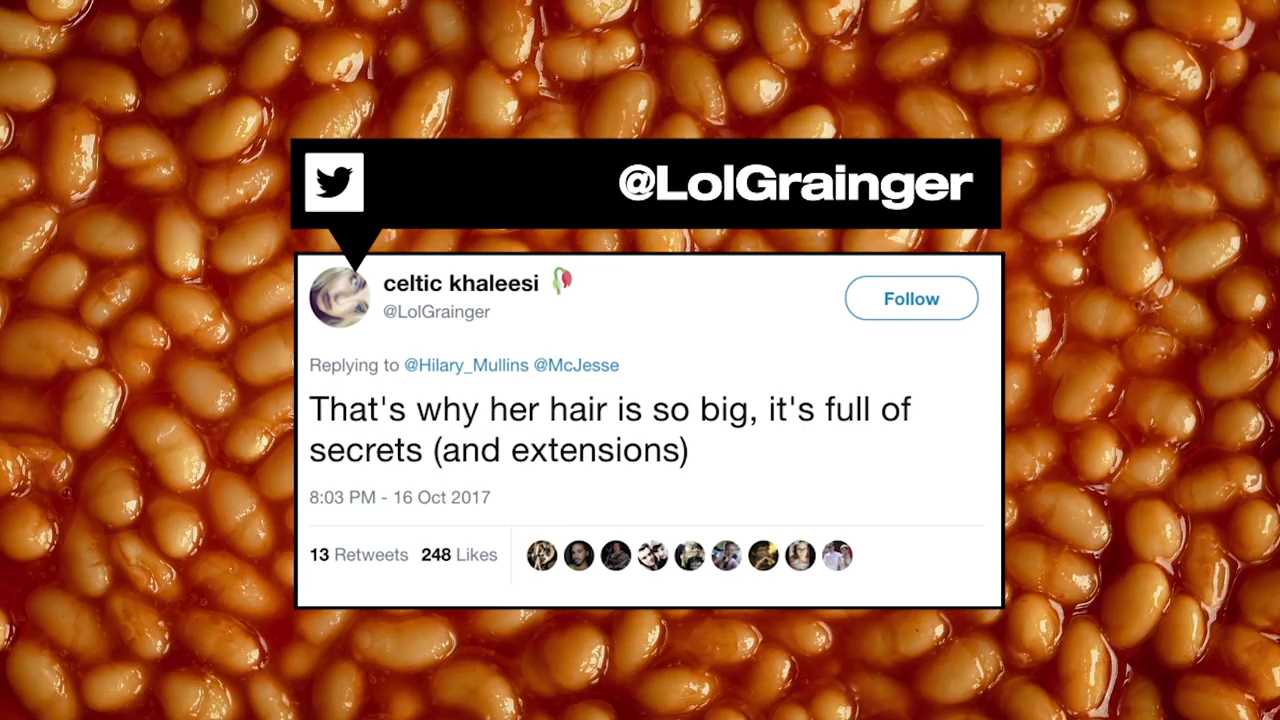 @LolGrainger
celtic khaleesi 🥀
@LolGrainger
Follow
Replying to @Hilary_Mullins @McJesse
That's why her hair is so big, it's full of
secrets (and extensions)
8:03 PM - 16 Oct 2017
13 Retweets 248 Likes